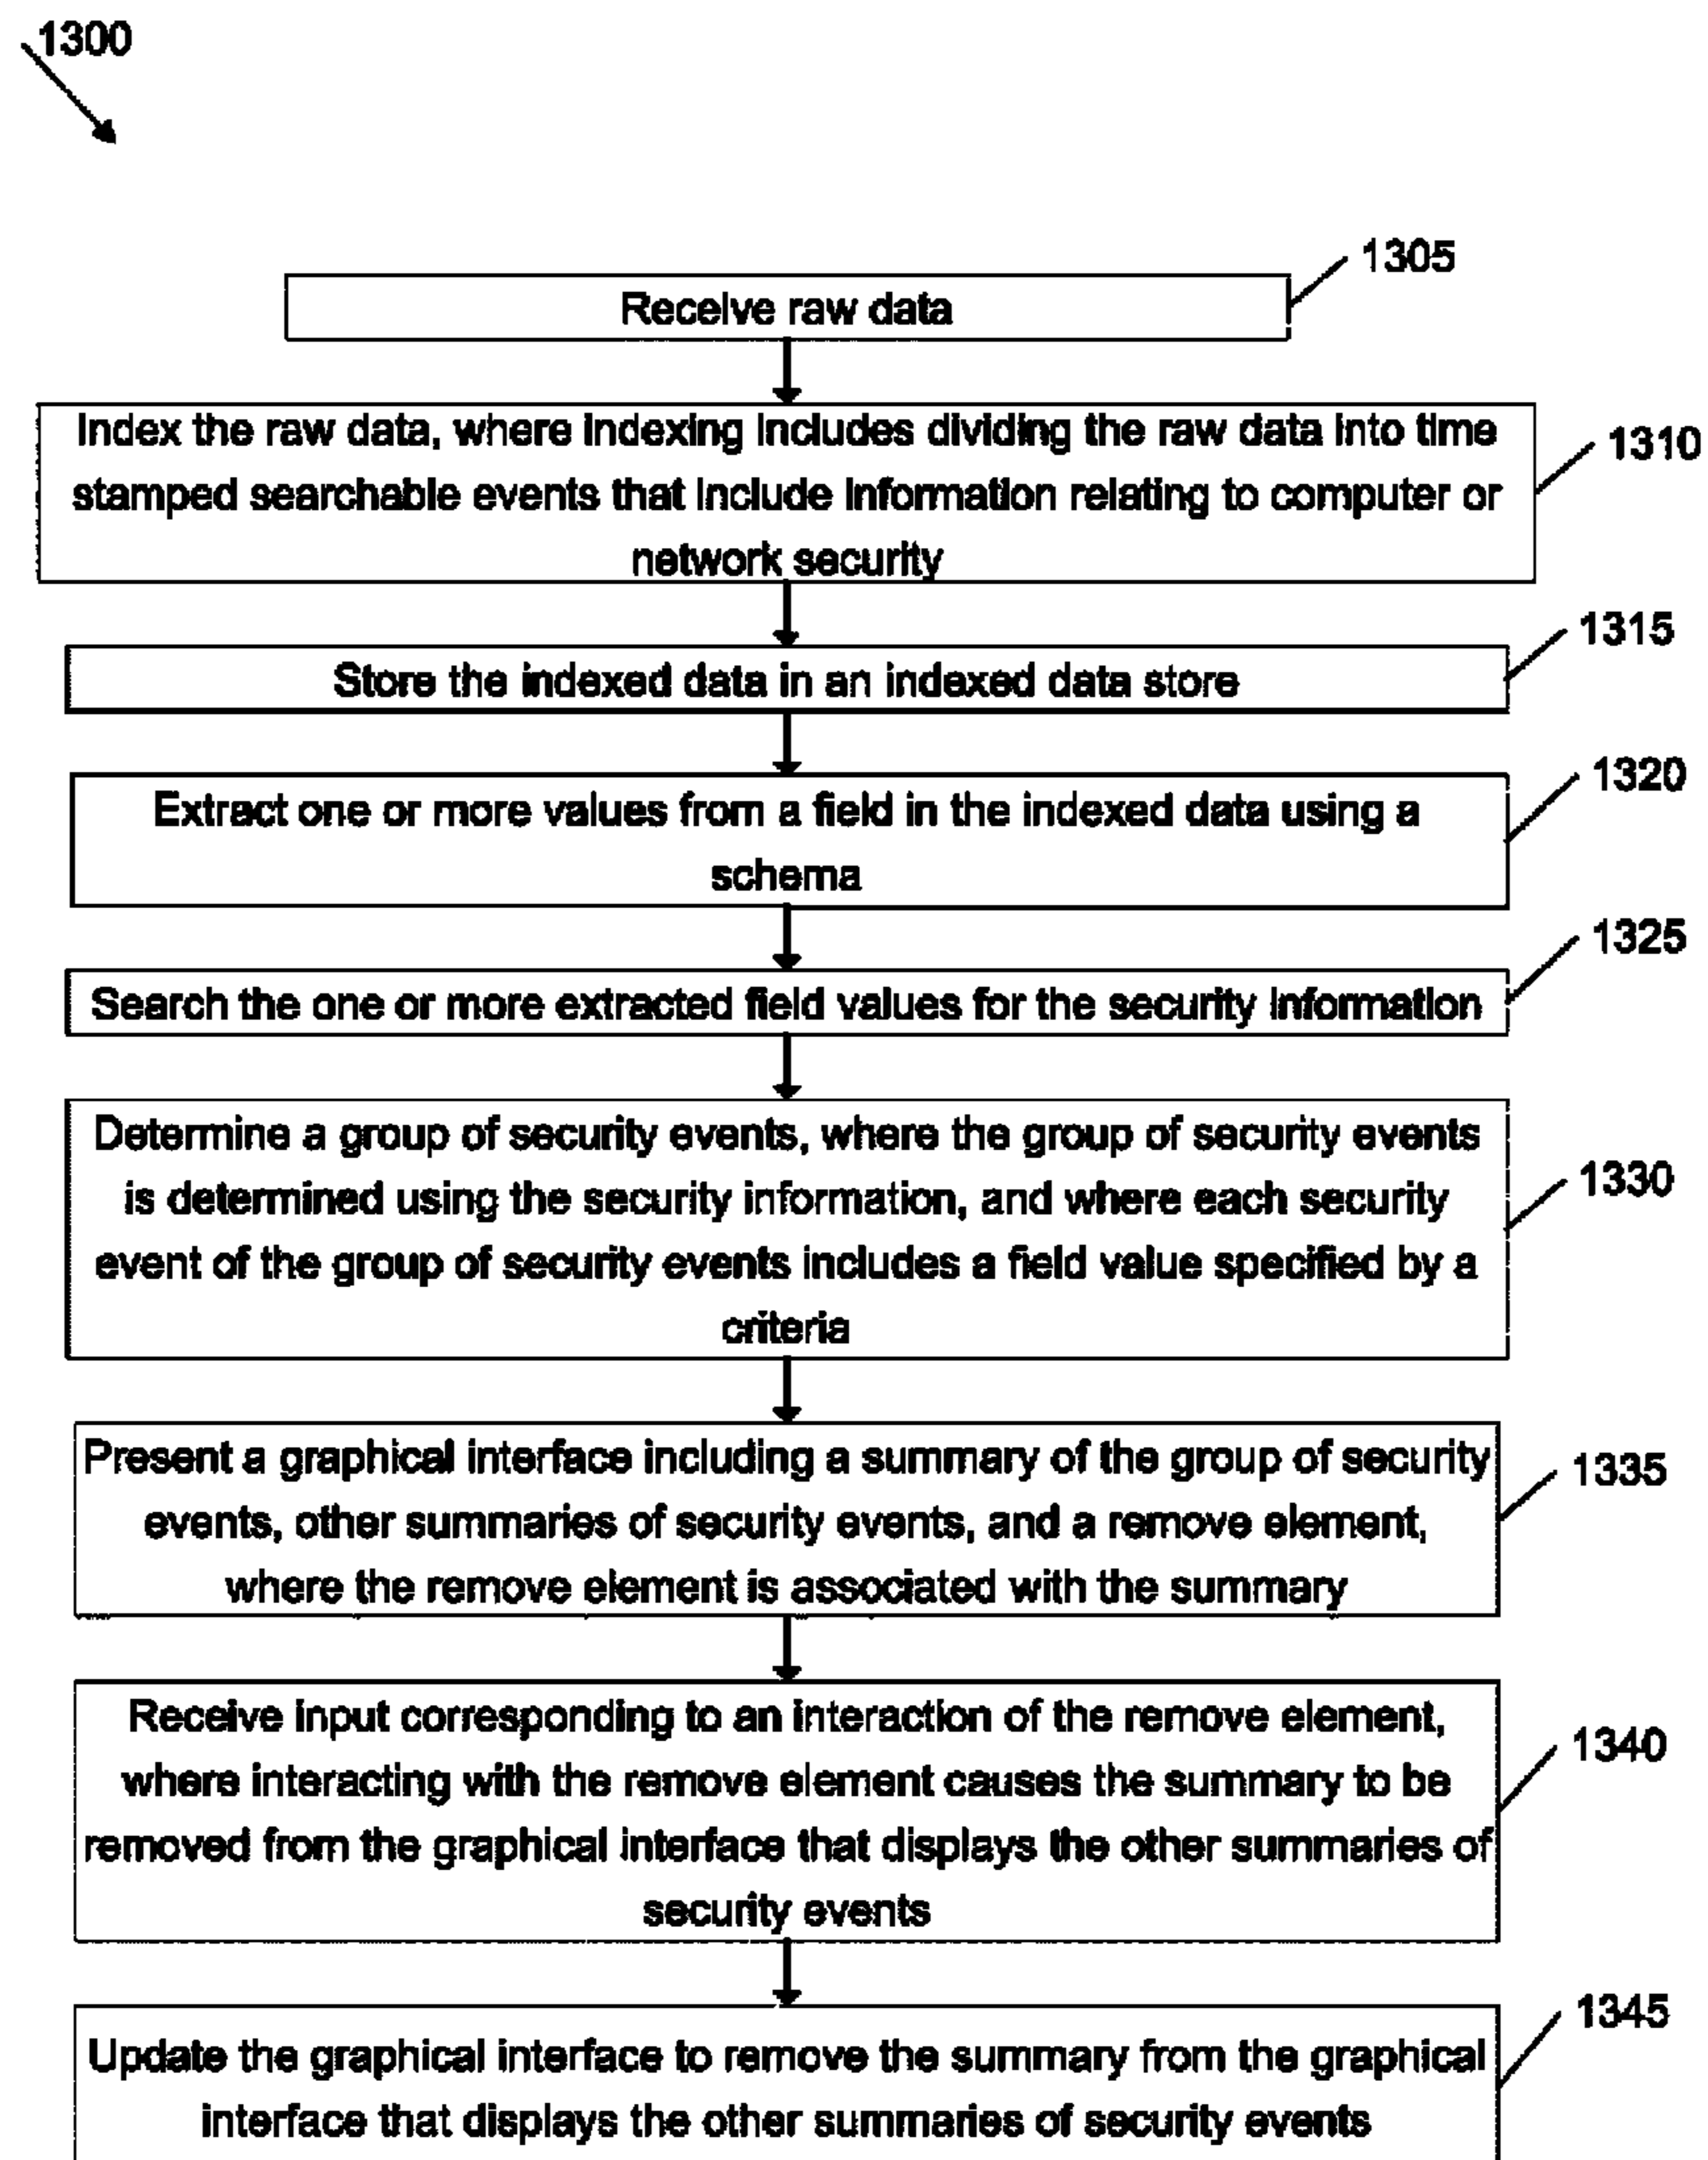 1300
1305
Receive raw data
Index the raw data, where indexing includes dividing the raw data into time
1310
stamped searchable events that include information relating to computer or
network security
1315
Store the indexed data in an indexed data store
1320
Extract one or more values from a field in the indexed data using a
schema
1325
Search the one or more extracted field values for the security information
Determine a group of security events, where the group of security events
1330
is determined using the security information, and where each security
event of the group of security events includes a field value specified by a
criteria
Present a graphical interface including a summary of the group of security
1335
events, other summaries of security events, and a remove element,
where the remove element is associated with the summary
Receive input corresponding to an interaction of the remove element,
1340
where interacting with the remove element causes the summary to be
removed from the graphical interface that displays the other summaries of
security events
1345
Update the graphical interface to remove the summary from the graphical
interface that displays the other summaries of security events